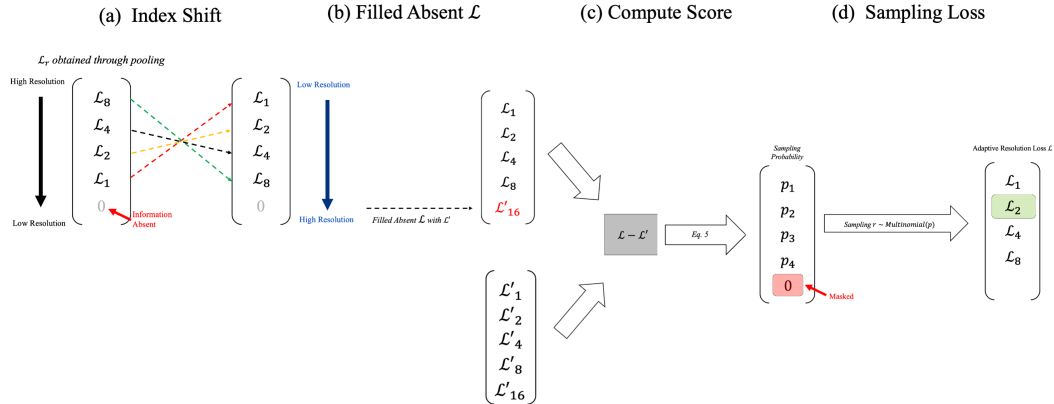 (a) Index Shift
(b) Filled Absent ℒ
(c) Compute Score
(d) Sampling Loss
ℒᵣ obtained through pooling
High Resolution
Low Resolution
ℒ₈
ℒ₄
ℒ₂
ℒ₁
0
Information
Absent
ℒ₁
ℒ₂
ℒ₄
ℒ₈
0
Low Resolution
High Resolution
Filled Absent ℒ with ℒ'
ℒ₁
ℒ₂
ℒ₄
ℒ₈
ℒ'₁₆
ℒ'₁
ℒ'₂
ℒ'₄
ℒ'₈
ℒ'₁₆
ℒ − ℒ'
Eq. 5
Sampling
Probability
p₁
p₂
p₃
p₄
0
Masked
Sampling r ~ Multinomial(p)
Adaptive Resolution Loss ℒ
ℒ₁
ℒ₂
ℒ₄
ℒ₈